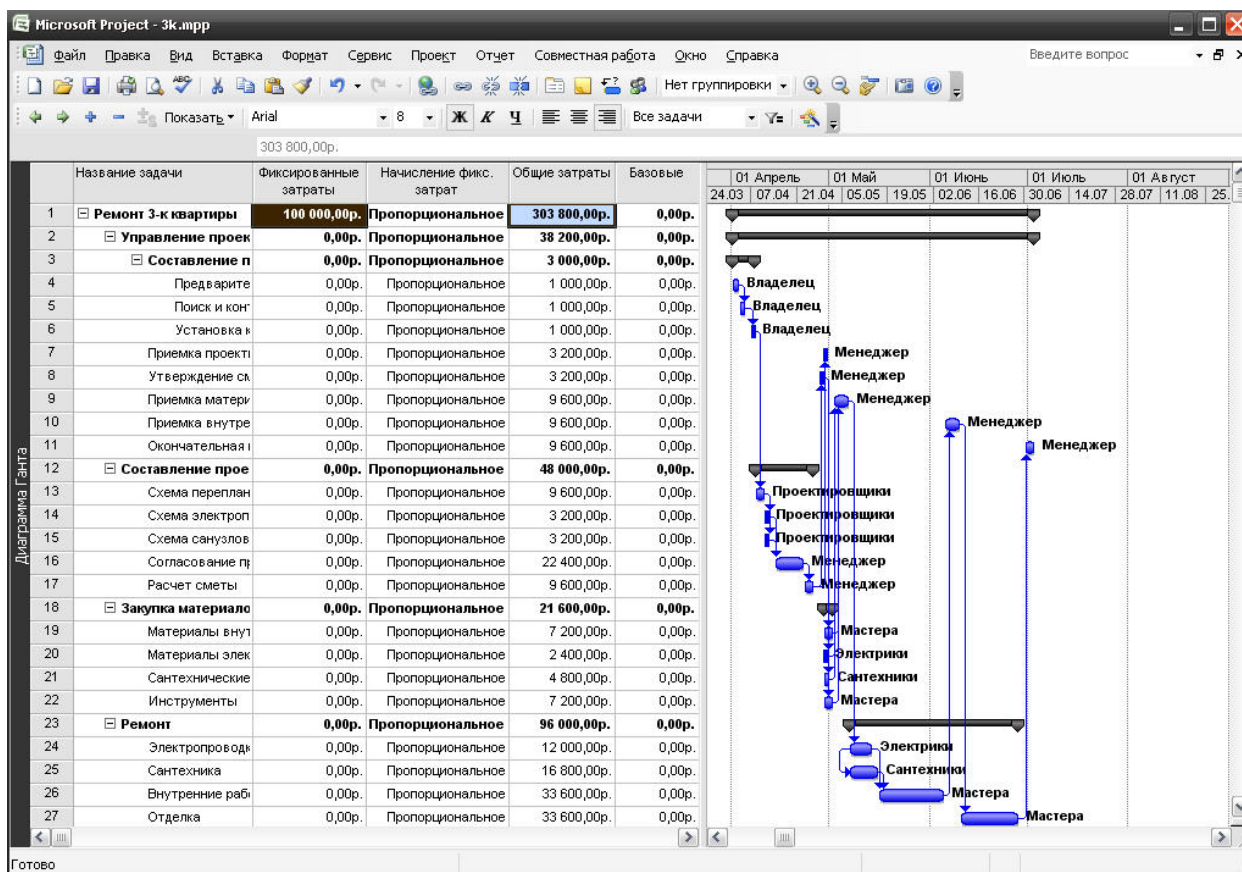 Microsoft Project - 3k.mpp
Файл Правка Вид Вставка Формат Сервис Проект Отчет Совместная работа Окно Справка Введите вопрос
Нет группировки
Показать Arial 8 Ж К Ч Все задачи
303 800,00р.
Название задачи Фиксированные затраты Начисление фикс. затрат Общие затраты Базовые
01 Апрель 01 Май 01 Июнь 01 Июль 01 Август
24.03 07.04 21.04 05.05 19.05 02.06 16.06 30.06 14.07 28.07 11.08 25.
1 Ремонт 3-к квартиры 100 000,00р. Пропорциональное 303 800,00р. 0,00р.
2 Управление проек 0,00р. Пропорциональное 38 200,00р. 0,00р.
3 Составление п 0,00р. Пропорциональное 3 000,00р. 0,00р.
4 Предварите 0,00р. Пропорциональное 1 000,00р. 0,00р. Владелец
5 Поиск и кон 0,00р. Пропорциональное 1 000,00р. 0,00р. Владелец
6 Установка к 0,00р. Пропорциональное 1 000,00р. 0,00р. Владелец
7 Приемка проект 0,00р. Пропорциональное 3 200,00р. 0,00р. Менеджер
8 Утверждение см 0,00р. Пропорциональное 3 200,00р. 0,00р. Менеджер
9 Приемка матери 0,00р. Пропорциональное 9 600,00р. 0,00р. Менеджер
10 Приемка внутре 0,00р. Пропорциональное 9 600,00р. 0,00р. Менеджер
11 Окончательная 0,00р. Пропорциональное 9 600,00р. 0,00р. Менеджер
12 Составление прое 0,00р. Пропорциональное 48 000,00р. 0,00р.
13 Схема переплан 0,00р. Пропорциональное 9 600,00р. 0,00р. Проектировщики
14 Схема электроп 0,00р. Пропорциональное 3 200,00р. 0,00р. Проектировщики
15 Схема санузлов 0,00р. Пропорциональное 3 200,00р. 0,00р. Проектировщики
16 Согласование п 0,00р. Пропорциональное 22 400,00р. 0,00р. Менеджер
17 Расчет сметы 0,00р. Пропорциональное 9 600,00р. 0,00р. Менеджер
18 Закупка материало 0,00р. Пропорциональное 21 600,00р. 0,00р.
19 Материалы внут 0,00р. Пропорциональное 7 200,00р. 0,00р. Мастера
20 Материалы элек 0,00р. Пропорциональное 2 400,00р. 0,00р. Электрики
21 Сантехнические 0,00р. Пропорциональное 4 800,00р. 0,00р. Сантехники
22 Инструменты 0,00р. Пропорциональное 7 200,00р. 0,00р. Мастера
23 Ремонт 0,00р. Пропорциональное 96 000,00р. 0,00р.
24 Электропроводк 0,00р. Пропорциональное 12 000,00р. 0,00р. Электрики
25 Сантехника 0,00р. Пропорциональное 16 800,00р. 0,00р. Сантехники
26 Внутренние раб 0,00р. Пропорциональное 33 600,00р. 0,00р. Мастера
27 Отделка 0,00р. Пропорциональное 33 600,00р. 0,00р. Мастера
Диаграмма Ганта
Готово